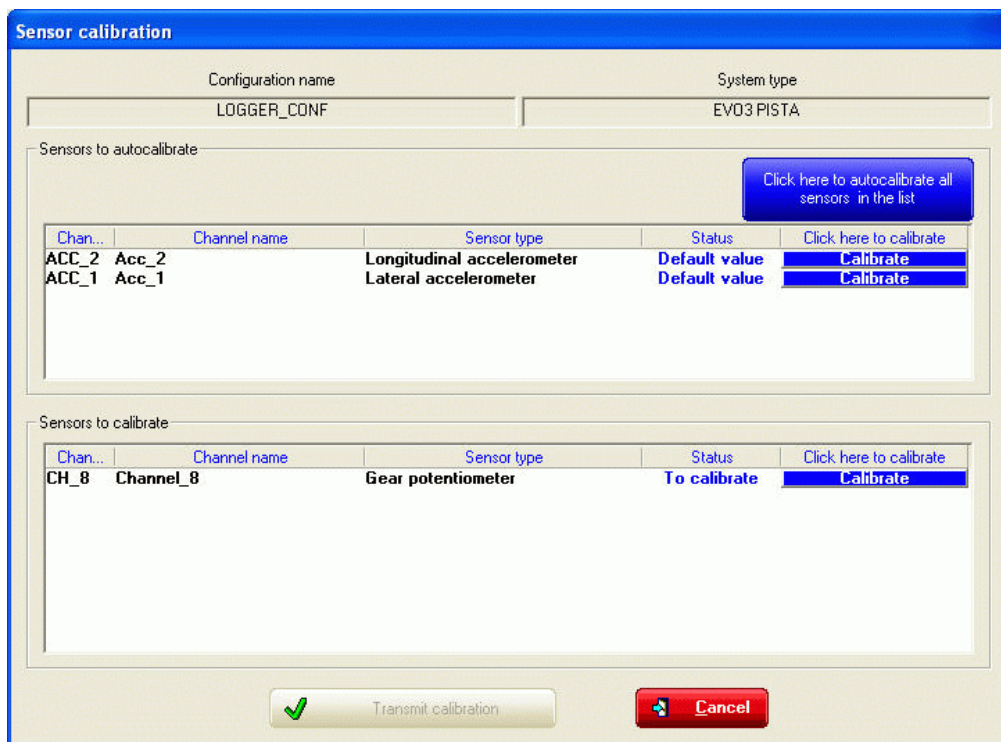 Sensor calibration
Configuration name System type
LOGGER_CONF EVO3 PISTA
Sensors to autocalibrate
Click here to autocalibrate all
sensors in the list
Chan... Channel name Sensor type Status Click here to calibrate
ACC_2 Acc_2 Longitudinal accelerometer Default value Calibrate
ACC_1 Acc_1 Lateral accelerometer Default value Calibrate
Sensors to calibrate
Chan... Channel name Sensor type Status Click here to calibrate
CH_8 Channel_8 Gear potentiometer To calibrate Calibrate
Transmit calibration Cancel